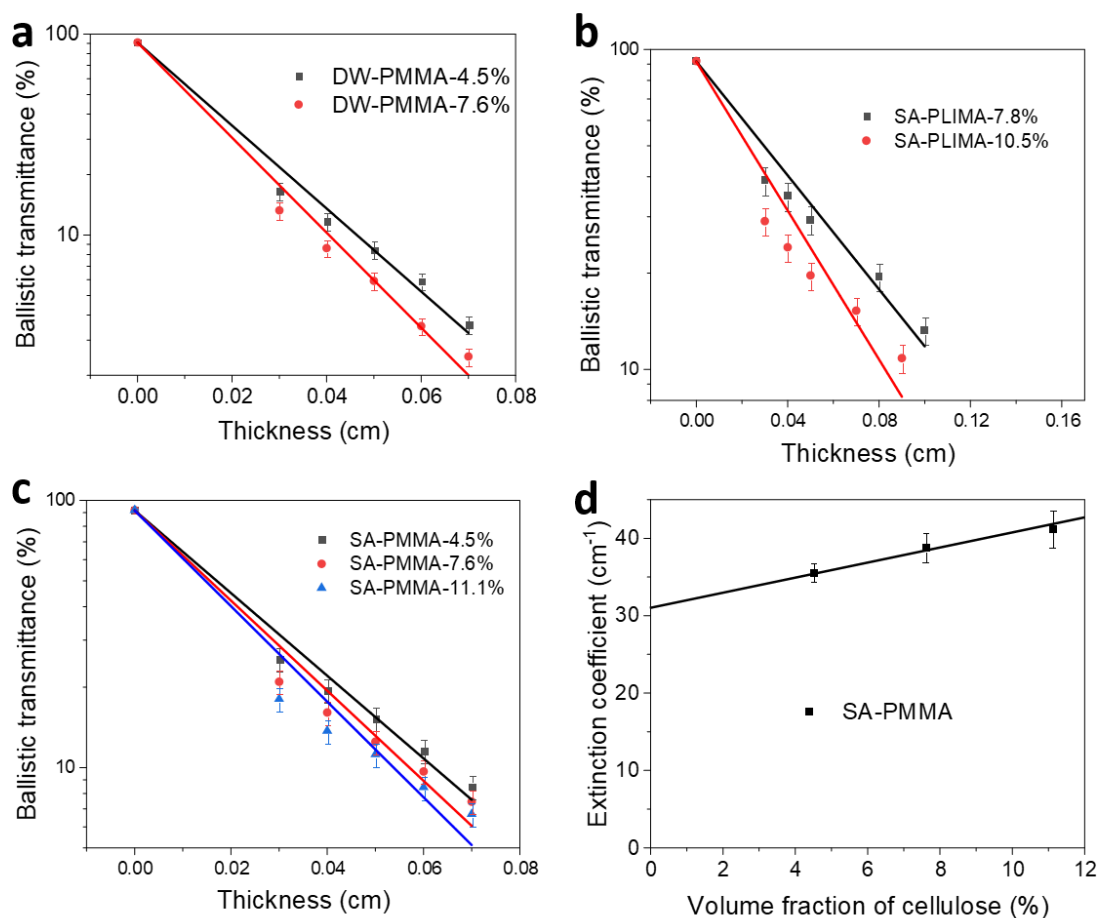 a
100
10
Ballistic transmittance (%)
DW-PMMA-4.5%
DW-PMMA-7.6%
0.00 0.02 0.04 0.06 0.08
Thickness (cm)
b
100
10
Ballistic transmittance (%)
SA-PLIMA-7.8%
SA-PLIMA-10.5%
0.00 0.04 0.08 0.12 0.16
Thickness (cm)
c
100
10
Ballistic transmittance (%)
SA-PMMA-4.5%
SA-PMMA-7.6%
SA-PMMA-11.1%
0.00 0.02 0.04 0.06 0.08
Thickness (cm)
d
40
30
20
10
0
Extinction coefficient (cm⁻¹)
SA-PMMA
0 2 4 6 8 10 12
Volume fraction of cellulose (%)